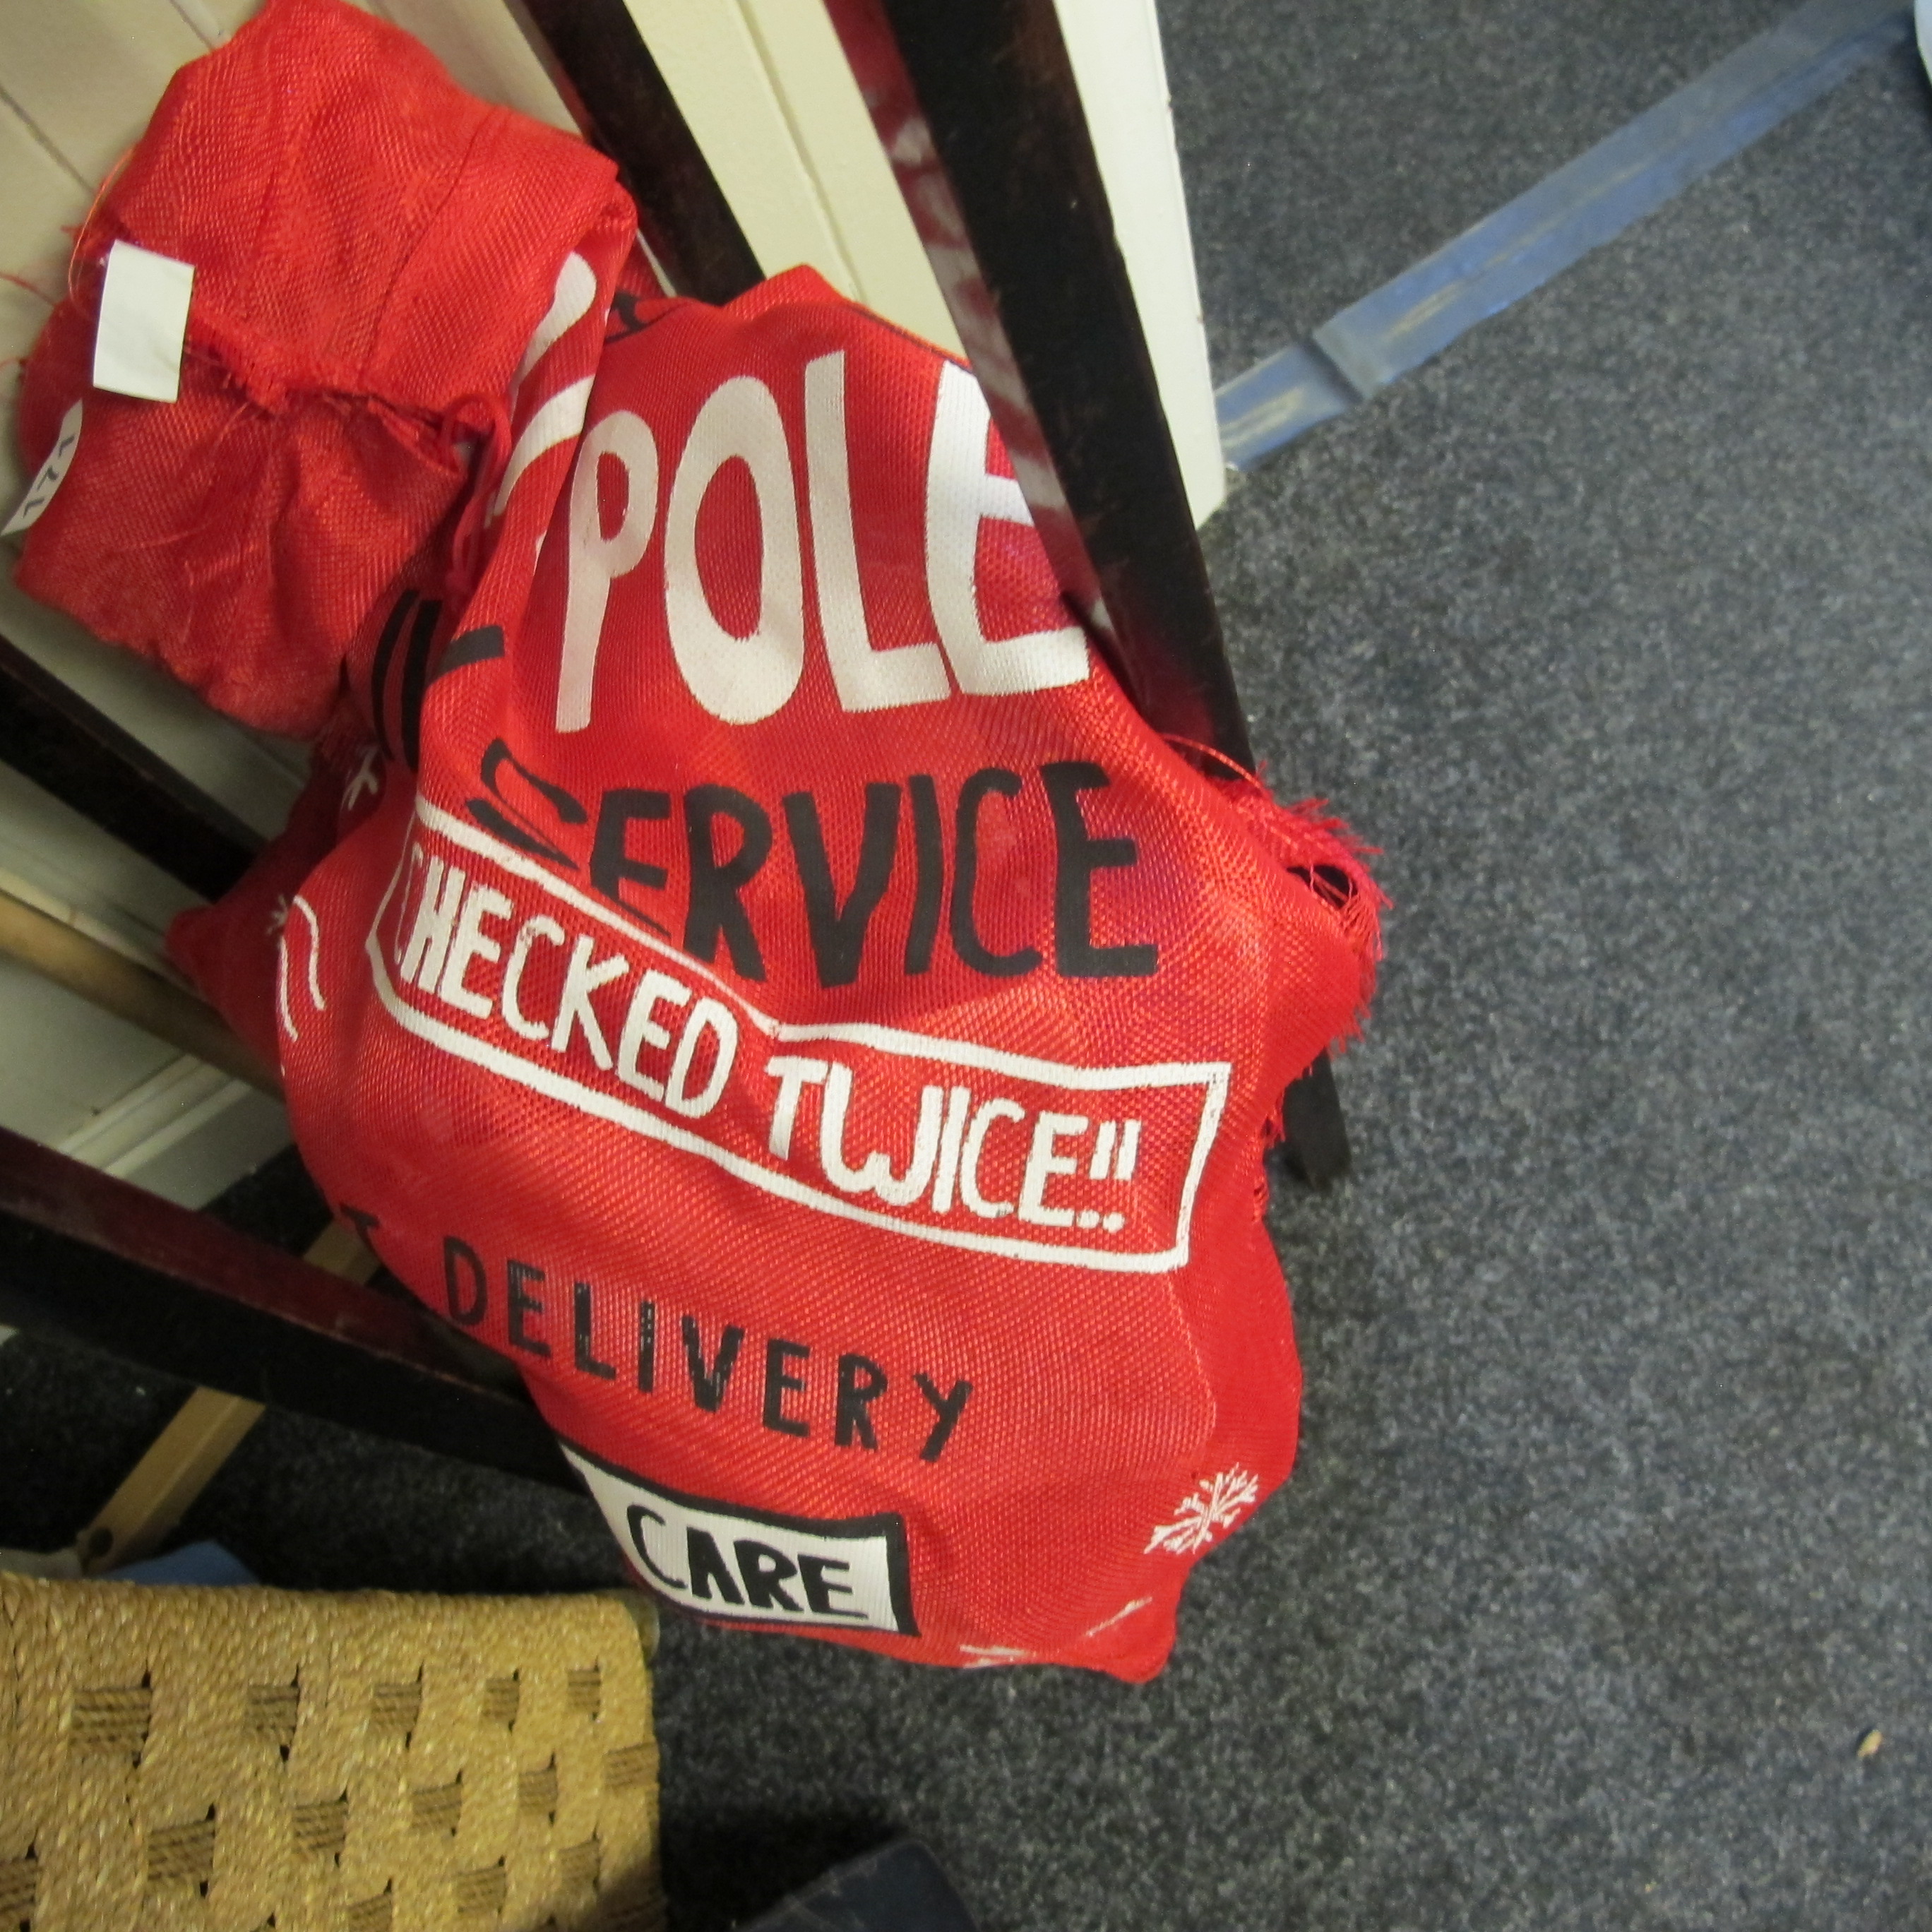 POLE
SERVICE
CHECKED TWICE!!
T DELIVERY
CARE